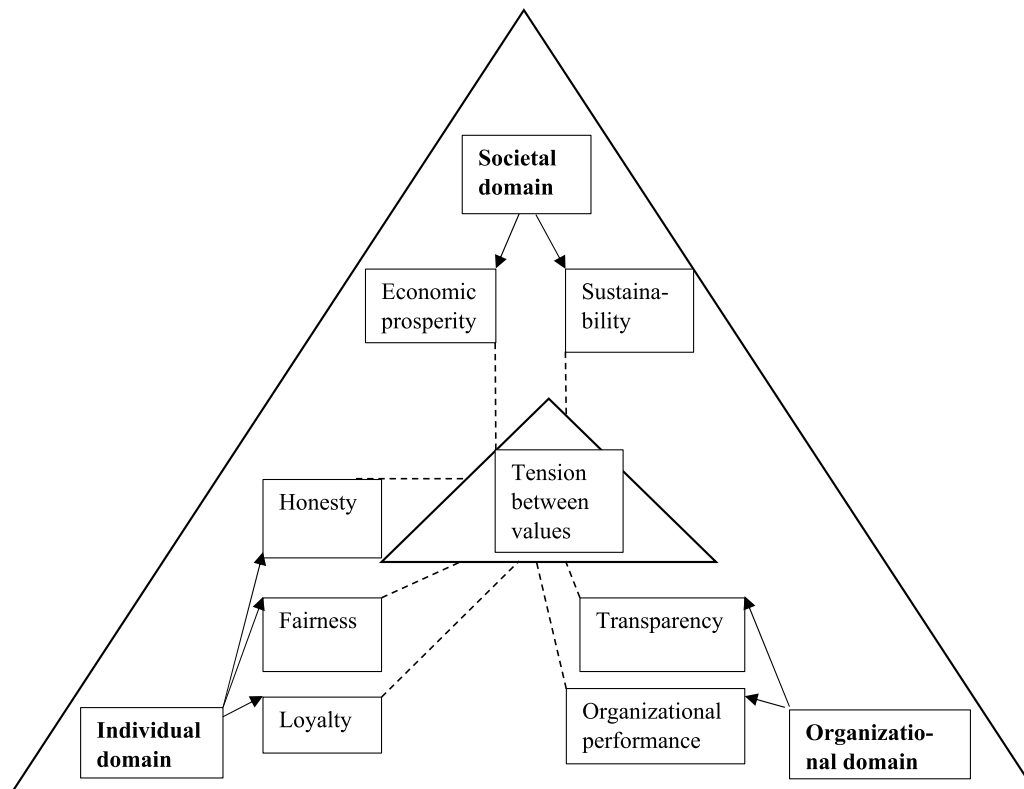 Societal
domain
Economic
prosperity
Sustaina-
bility
Tension
between
values
Honesty
Fairness
Transparency
Loyalty
Organizational
performance
Individual
domain
Organizatio-
nal domain